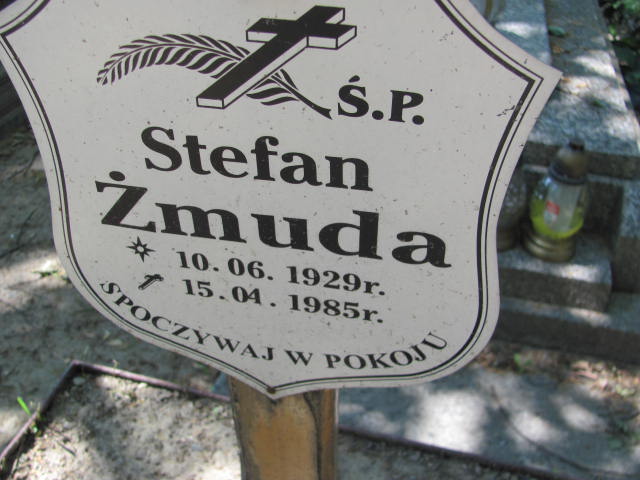 Ś.P.
Stefan
Żmuda
10.06.1929r.
15.04.1985r.
SPOCZYWAJ W POKOJU